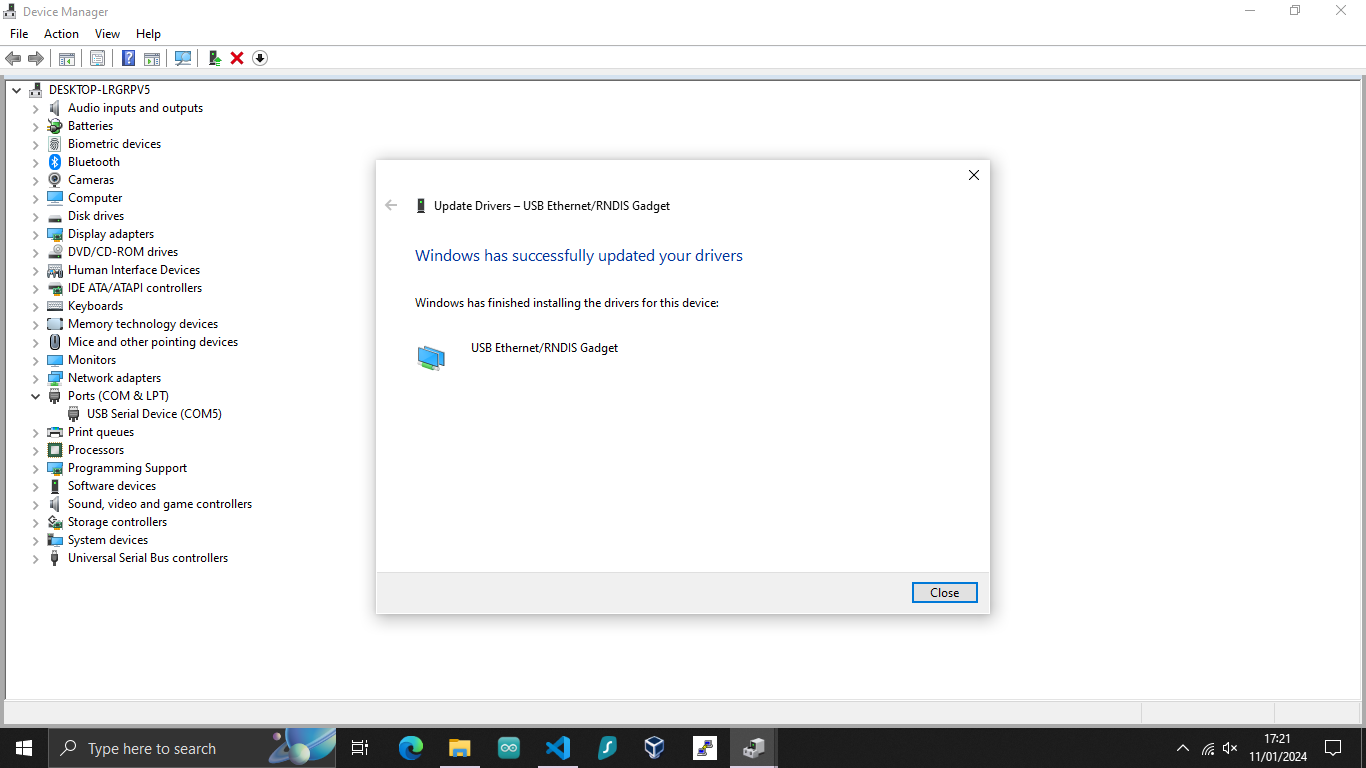 Device Manager
File Action View Help
DESKTOP-LRGRPV5
Audio inputs and outputs
Batteries
Biometric devices
Bluetooth
Cameras
Computer
Disk drives
Display adapters
DVD/CD-ROM drives
Human Interface Devices
IDE ATA/ATAPI controllers
Keyboards
Memory technology devices
Mice and other pointing devices
Monitors
Network adapters
Ports (COM & LPT)
USB Serial Device (COM5)
Print queues
Processors
Programming Support
Software devices
Sound, video and game controllers
Storage controllers
System devices
Universal Serial Bus controllers
Update Drivers – USB Ethernet/RNDIS Gadget
Windows has successfully updated your drivers
Windows has finished installing the drivers for this device:
USB Ethernet/RNDIS Gadget
Close
Type here to search
17:21
11/01/2024